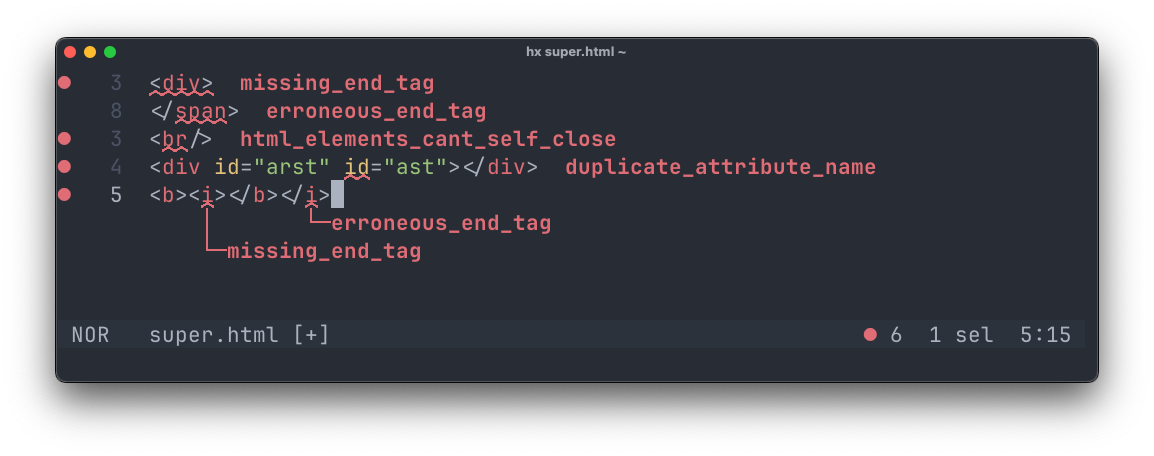 hx super.html ~
3 <div> missing_end_tag
8 </span> erroneous_end_tag
3 <br/> html_elements_cant_self_close
4 <div id="arst" id="ast"></div> duplicate_attribute_name
5 <b><i></b></i>
erroneous_end_tag
missing_end_tag
NOR super.html [+] 6 1 sel 5:15